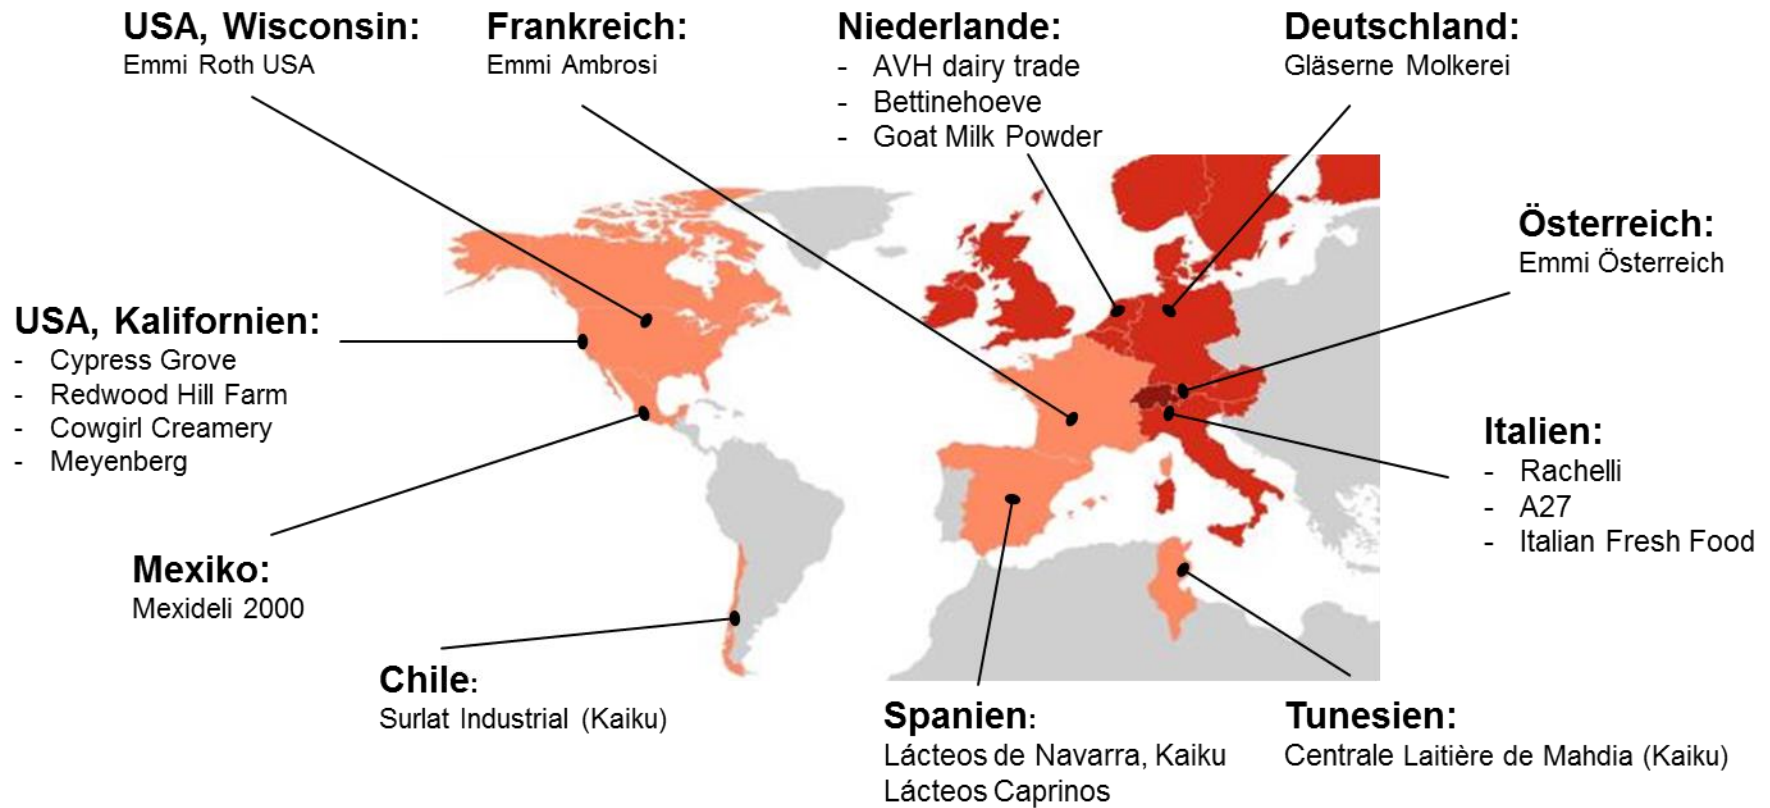 USA, Wisconsin:
Emmi Roth USA
Frankreich:
Emmi Ambrosi
Niederlande:
- AVH dairy trade
- Bettinehoeve
- Goat Milk Powder
Deutschland:
Gläserne Molkerei
Österreich:
Emmi Österreich
USA, Kalifornien:
- Cypress Grove
- Redwood Hill Farm
- Cowgirl Creamery
- Meyenberg
Italien:
- Rachelli
- A27
- Italian Fresh Food
Mexiko:
Mexideli 2000
Chile:
Surlat Industrial (Kaiku)
Spanien:
Lácteos de Navarra, Kaiku
Lácteos Caprinos
Tunesien:
Centrale Laitière de Mahdia (Kaiku)